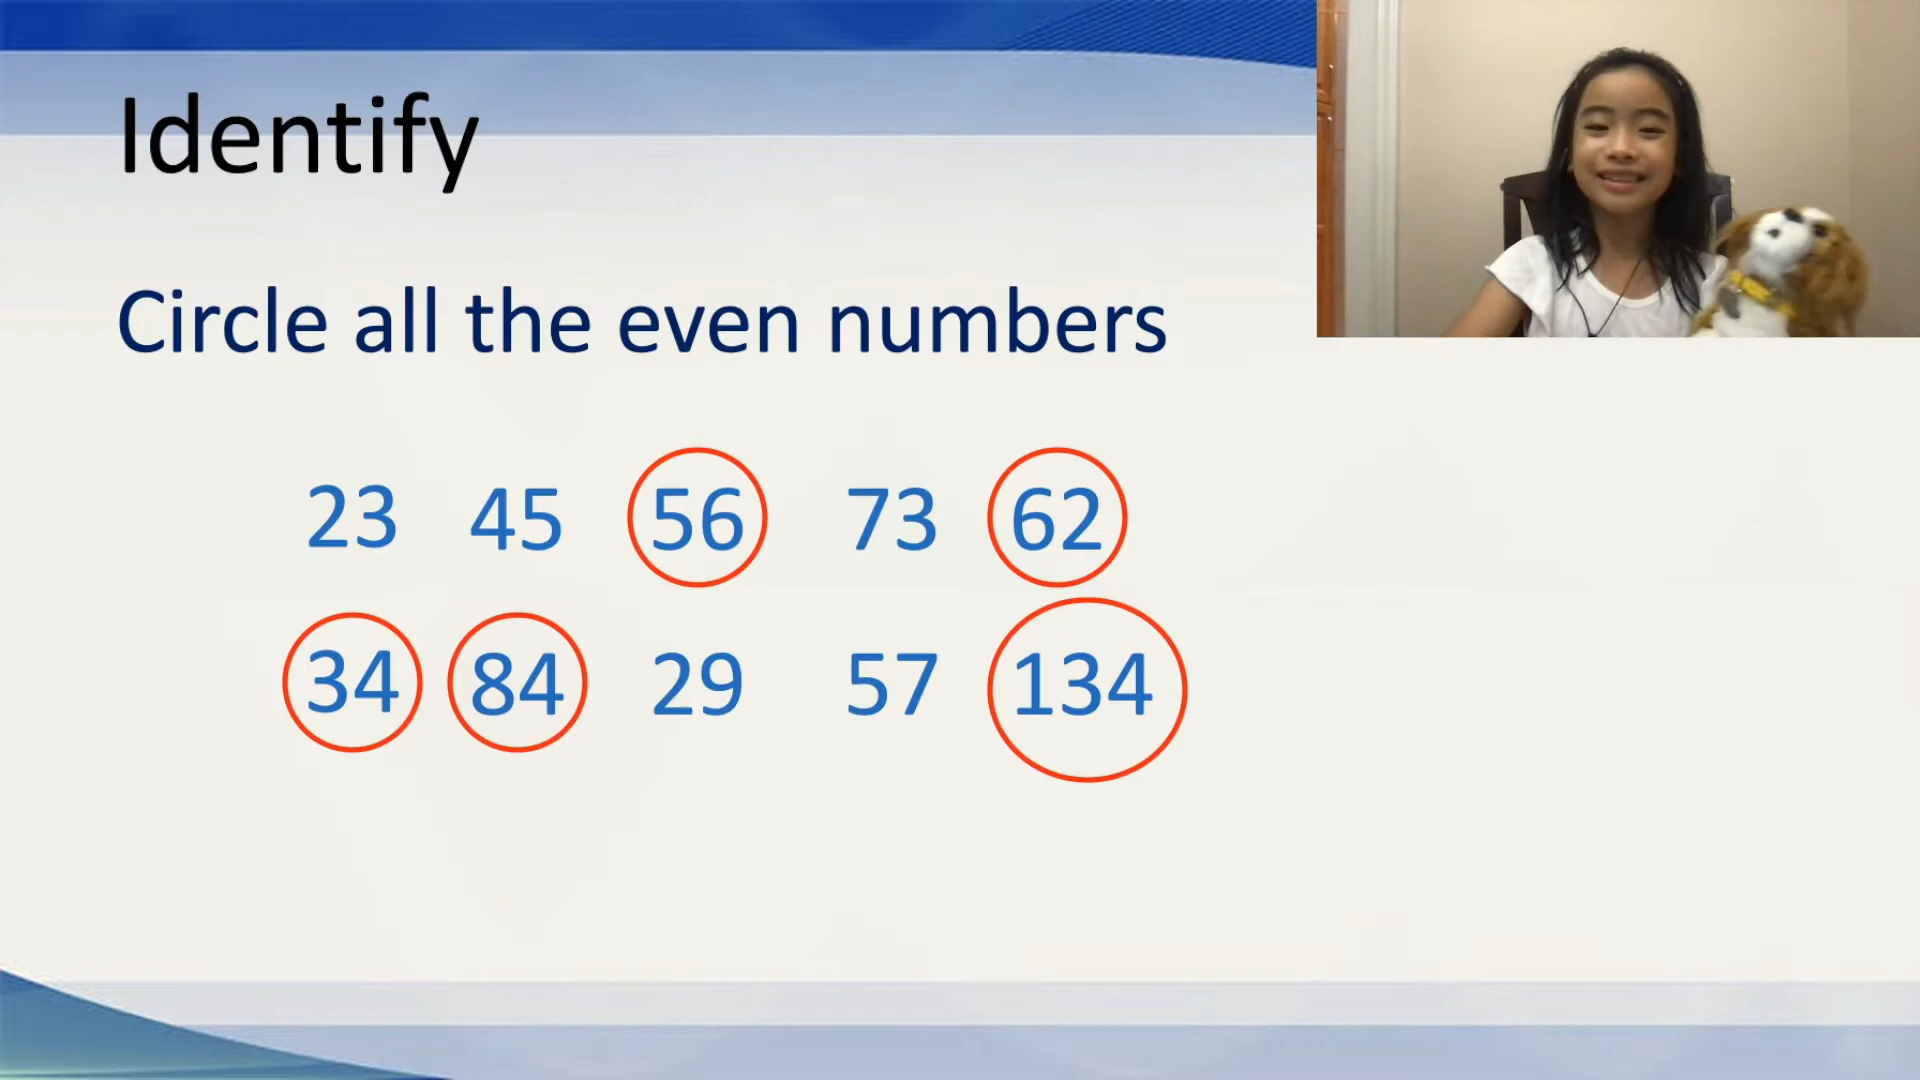 Identify
Circle all the even numbers
23 45 56 73 62
34 84 29 57 134